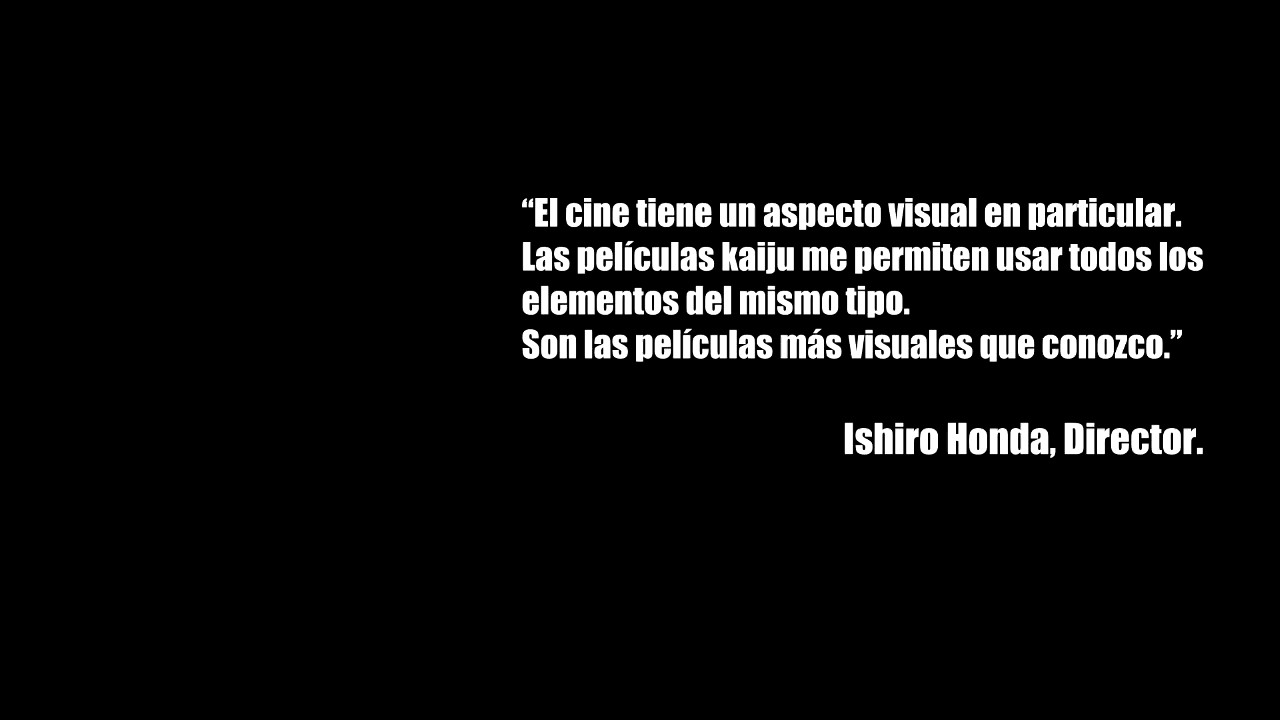 “El cine tiene un aspecto visual en particular.
Las películas kaiju me permiten usar todos los
elementos del mismo tipo.
Son las películas más visuales que conozco.”
Ishiro Honda, Director.